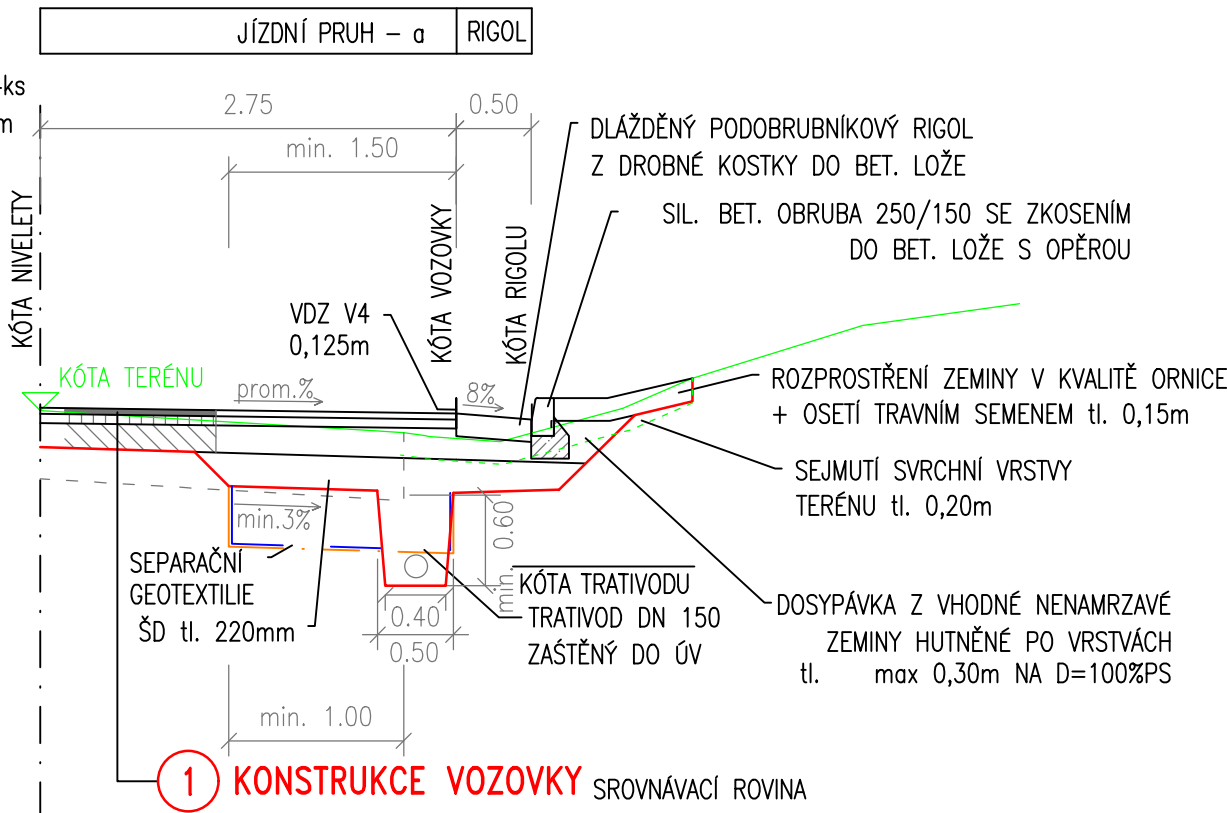 JÍZDNÍ PRUH – a
RIGOL
-ks
m
2.75
0.50
min. 1.50
DLÁŽDĚNÝ PODOBRUBNÍKOVÝ RIGOL
Z DROBNÉ KOSTKY DO BET. LOŽE
SIL. BET. OBRUBA 250/150 SE ZKOSENÍM
DO BET. LOŽE S OPĚROU
KÓTA NIVELETY
KÓTA VOZOVKY
KÓTA RIGOLU
VDZ V4
0,125m
KÓTA TERÉNU
prom.%
8%
ROZPROSTŘENÍ ZEMINY V KVALITĚ ORNICE
+ OSETÍ TRAVNÍM SEMENEM tl. 0,15m
SEJMUTÍ SVRCHNÍ VRSTVY
TERÉNU tl. 0,20m
min.3%
min. 0.60
SEPARAČNÍ
GEOTEXTILIE
ŠD tl. 220mm
KÓTA TRATIVODU
TRATIVOD DN 150
ZAŠTĚNÝ DO ÚV
0.40
0.50
DOSYPÁVKA Z VHODNÉ NENAMRZAVÉ
ZEMINY HUTNĚNÉ PO VRSTVÁCH
tl. max 0,30m NA D=100%PS
min. 1.00
1 KONSTRUKCE VOZOVKY
SROVNÁVACÍ ROVINA